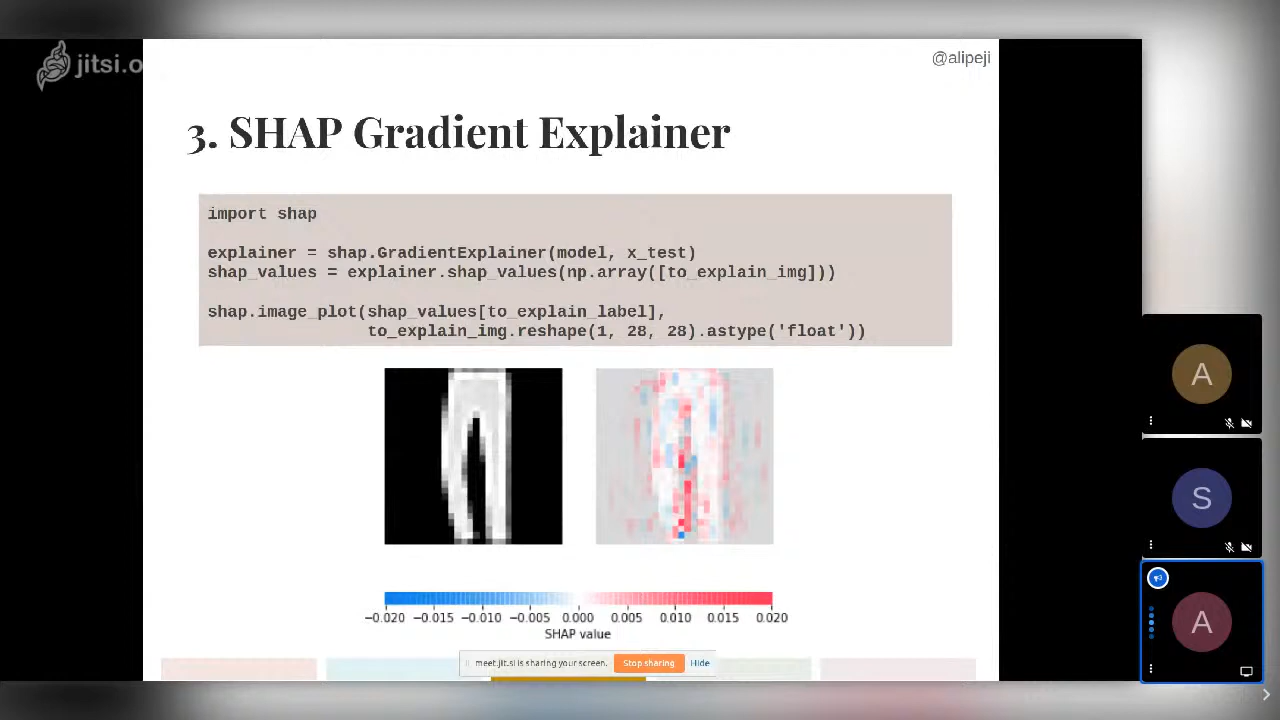 jitsi.o
@alipeji
3. SHAP Gradient Explainer
import shap
explainer = shap.GradientExplainer(model, x_test)
shap_values = explainer.shap_values(np.array([to_explain_img]))
shap.image_plot(shap_values[to_explain_label],
to_explain_img.reshape(1, 28, 28).astype('float'))
−0.020 −0.015 −0.010 −0.005 0.000 0.005 0.010 0.015 0.020
SHAP value
meet.jit.si is sharing your screen. Stop sharing Hide
A
S
A